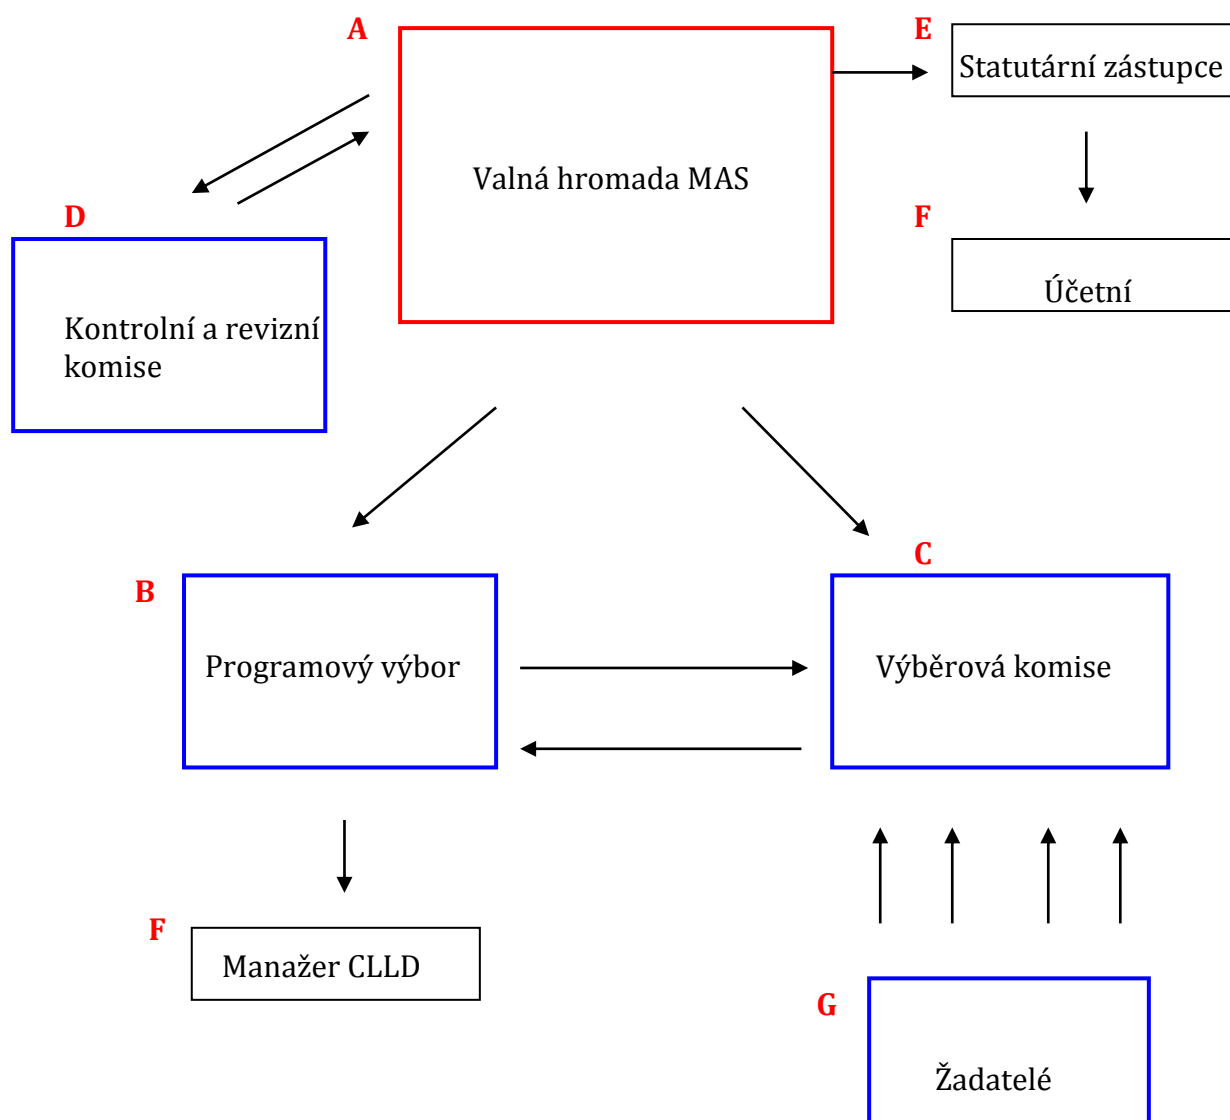 A
E
Statutární zástupce
Valná hromada MAS
D
F
Účetní
Kontrolní a revizní
komise
C
B
Programový výbor
Výběrová komise
F
Manažer CLLD
G
Žadatelé